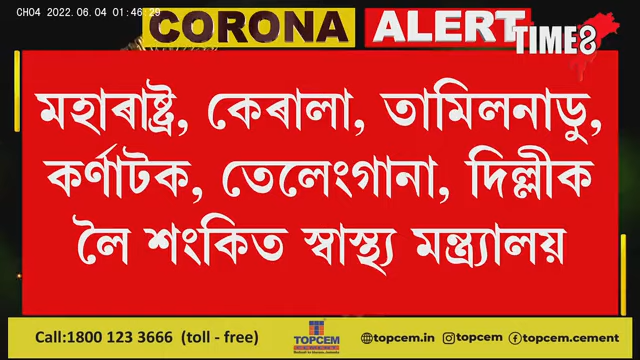 CH04 2022.06.04 01:46:29
CORONA ALERT
TIME8
মহাৰাষ্ট্ৰ, কেৰালা, তামিলনাডু,
কৰ্ণাটক, তেলেংগানা, দিল্লীক
লৈ শংকিত স্বাস্থ্য মন্ত্ৰ্যালয়
Call:1800 123 3666 (toll - free)
TOPCEM
CEMENT
topcem.in topcem topcem.cement